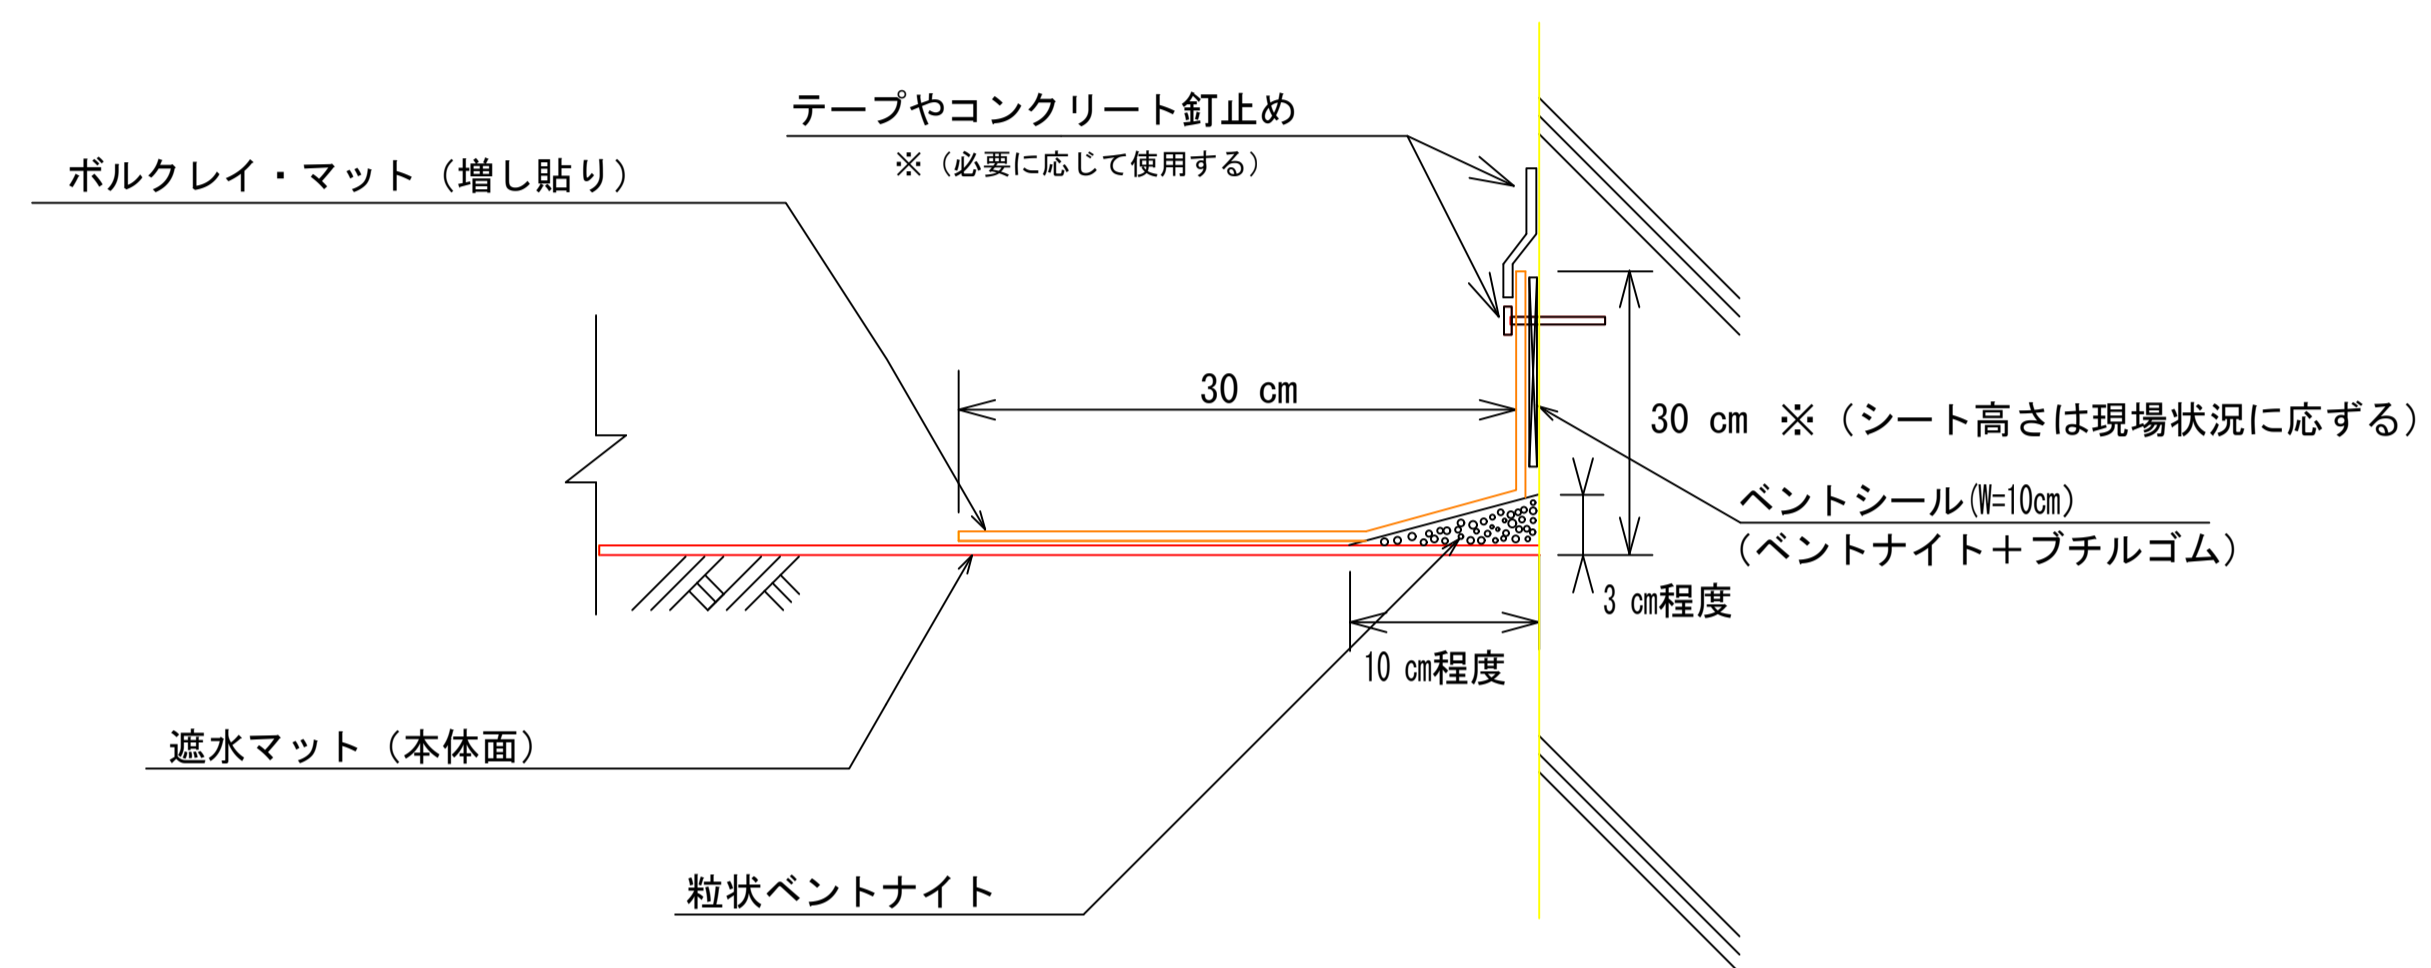 テープやコンクリート釘止め
※（必要に応じて使用する）
ボルクレイ・マット（増し貼り）
30 cm
30 cm ※（シート高さは現場状況に応ずる）
ベントシール(W=10cm)
（ベントナイト＋ブチルゴム）
3 cm程度
10 cm程度
遮水マット（本体面）
粒状ベントナイト